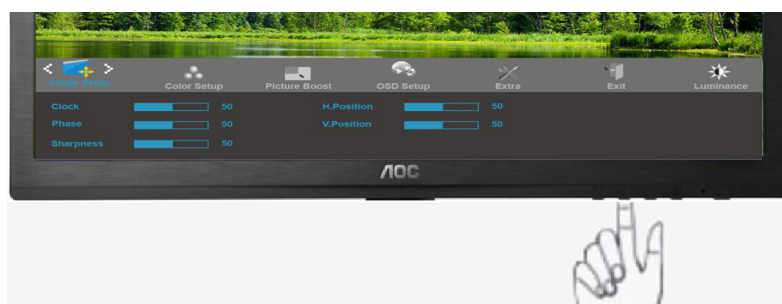 Image Setup
Color Setup
Picture Boost
OSD Setup
Extra
Exit
Luminance
Clock 50 H.Position 50
Phase 50 V.Position 50
Sharpness 50
AOC